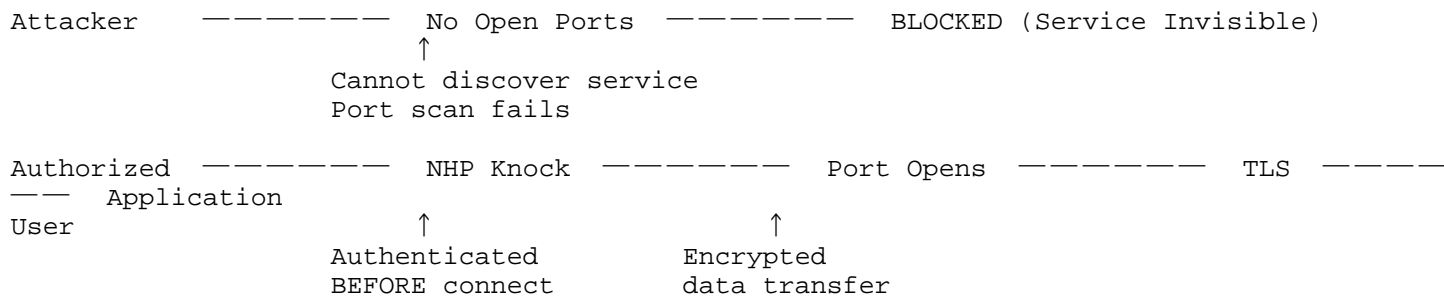 Attacker —————— No Open Ports —————— BLOCKED (Service Invisible)
↑
Cannot discover service
Port scan fails
Authorized —————— NHP Knock —————— Port Opens —————— TLS ————
—— Application
User ↑ ↑
Authenticated Encrypted
BEFORE connect data transfer